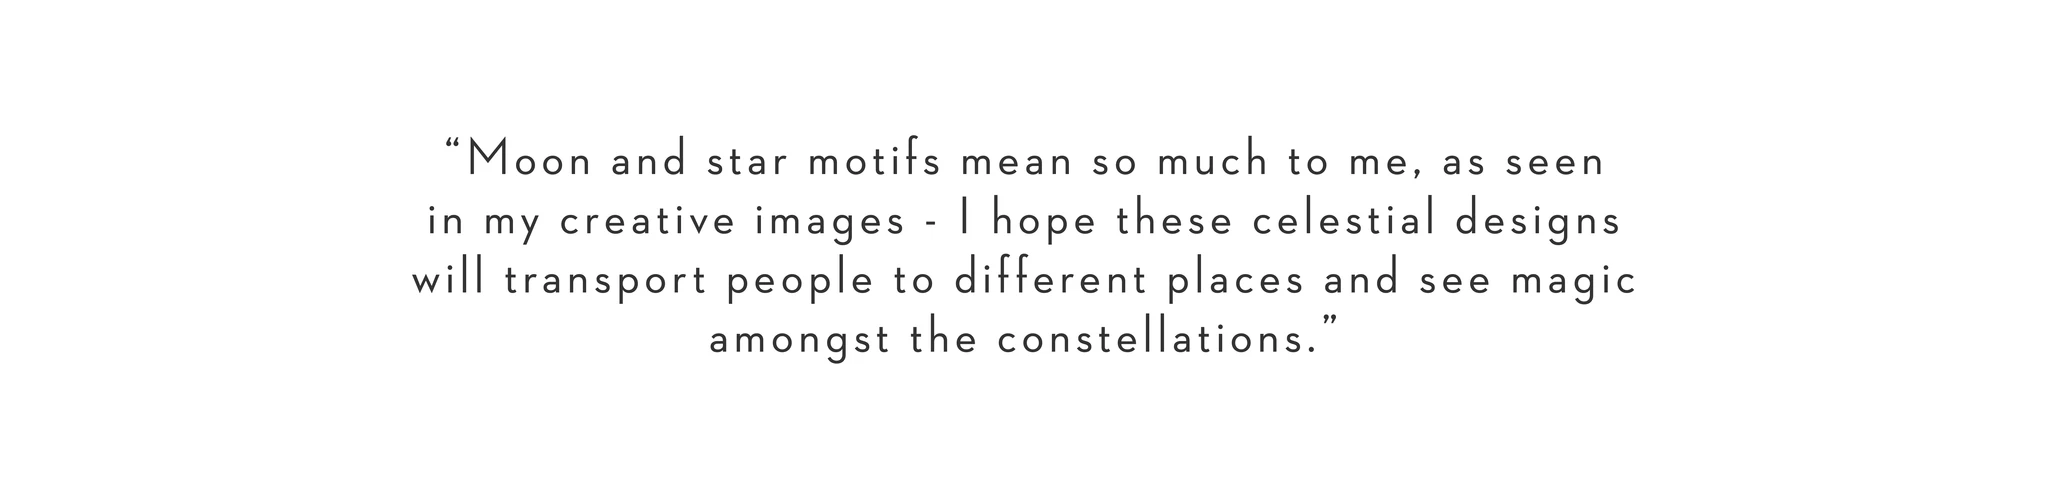 “Moon and star motifs mean so much to me, as seen
in my creative images - I hope these celestial designs
will transport people to different places and see magic
amongst the constellations.”